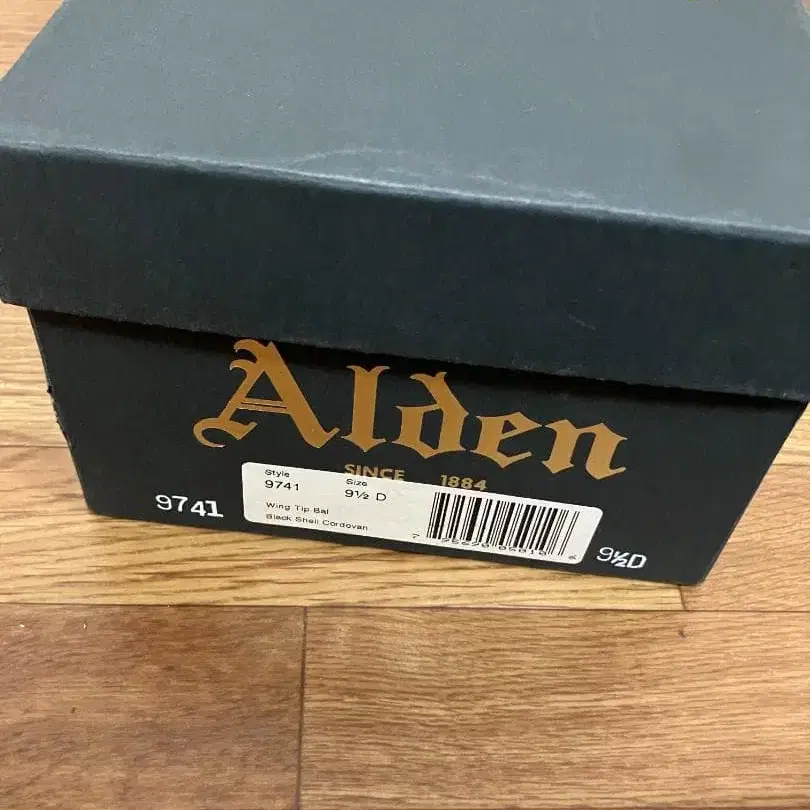 Alden
SINCE 1884
Style Size
9741 9½ D
Wing Tip Bal
Black Shell Cordovan
9741
9½D